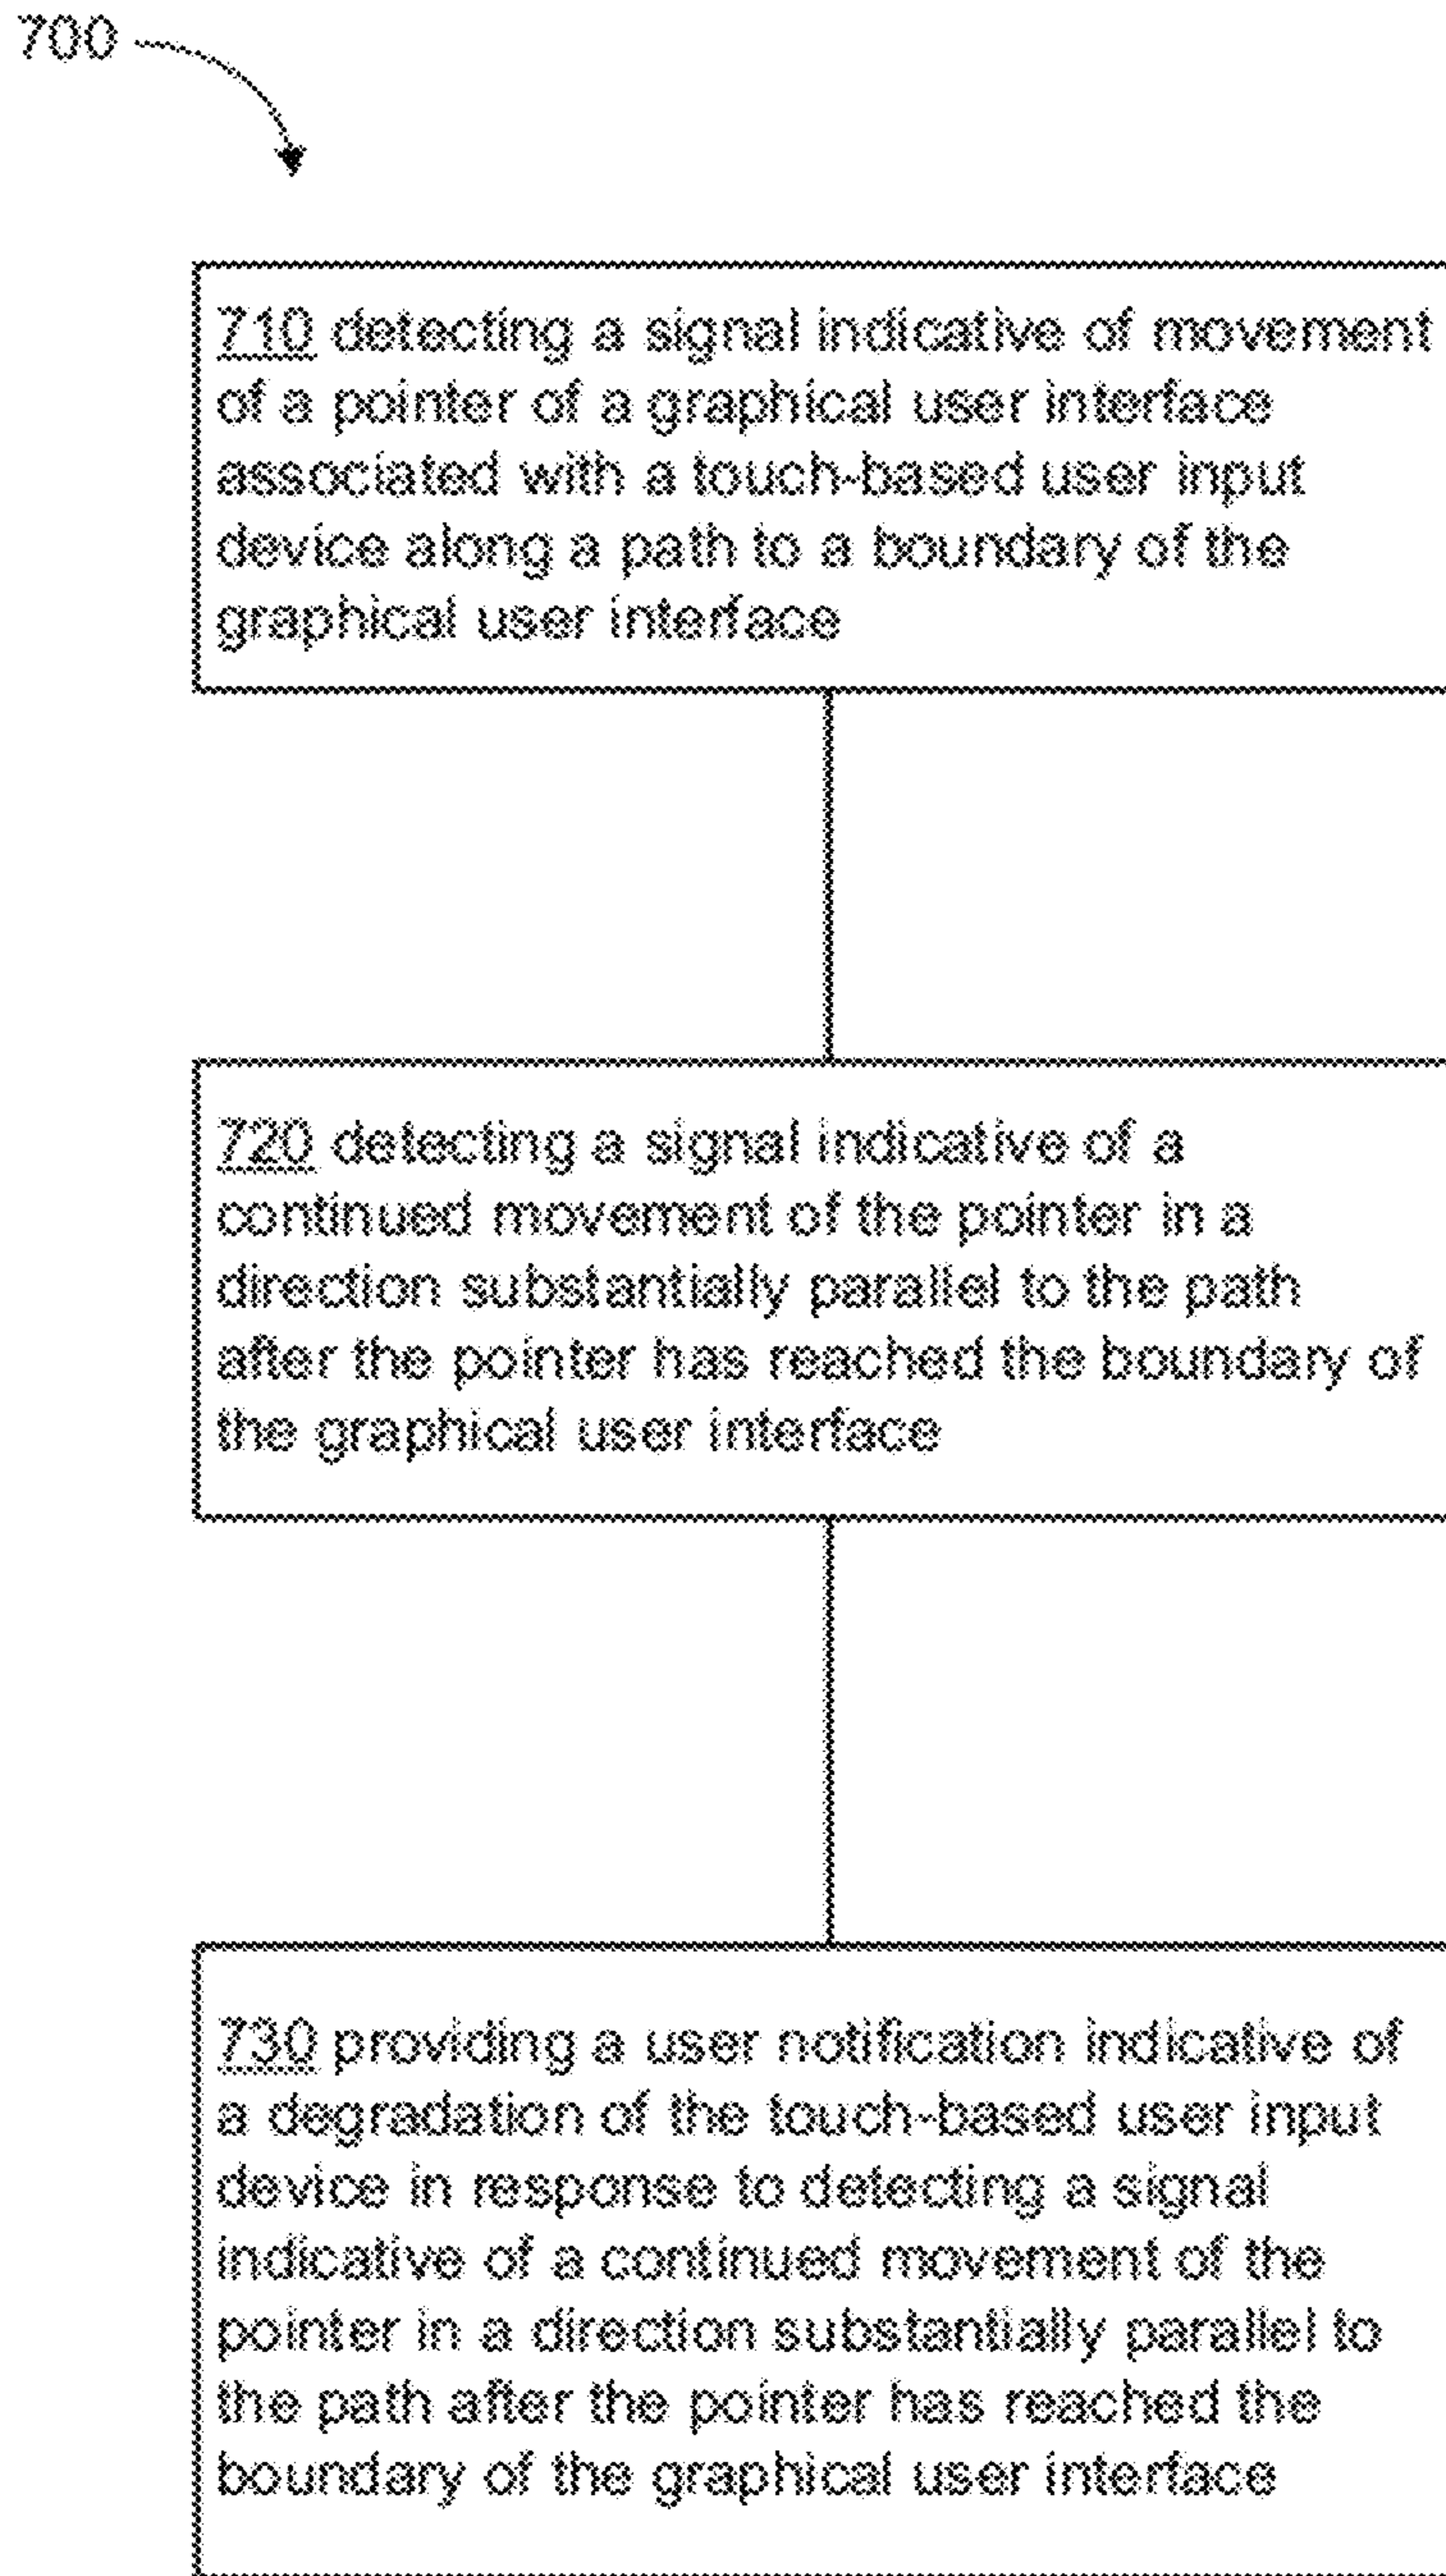 700
710 detecting a signal indicative of movement
of a pointer of a graphical user interface
associated with a touch-based user input
device along a path to a boundary of the
graphical user interface
720 detecting a signal indicative of a
continued movement of the pointer in a
direction substantially parallel to the path
after the pointer has reached the boundary of
the graphical user interface
730 providing a user notification indicative of
a degradation of the touch-based user input
device in response to detecting a signal
indicative of a continued movement of the
pointer in a direction substantially parallel to
the path after the pointer has reached the
boundary of the graphical user interface